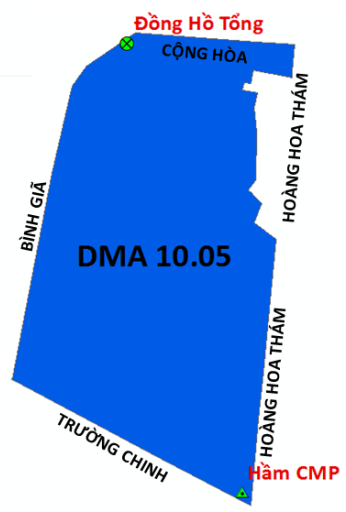 Đồng Hồ Tổng
CỘNG HÒA
HOÀNG HOA THÁM
BÌNH GIÃ
DMA 10.05
HOÀNG HOA THÁM
TRƯỜNG CHINH
Hầm CMP